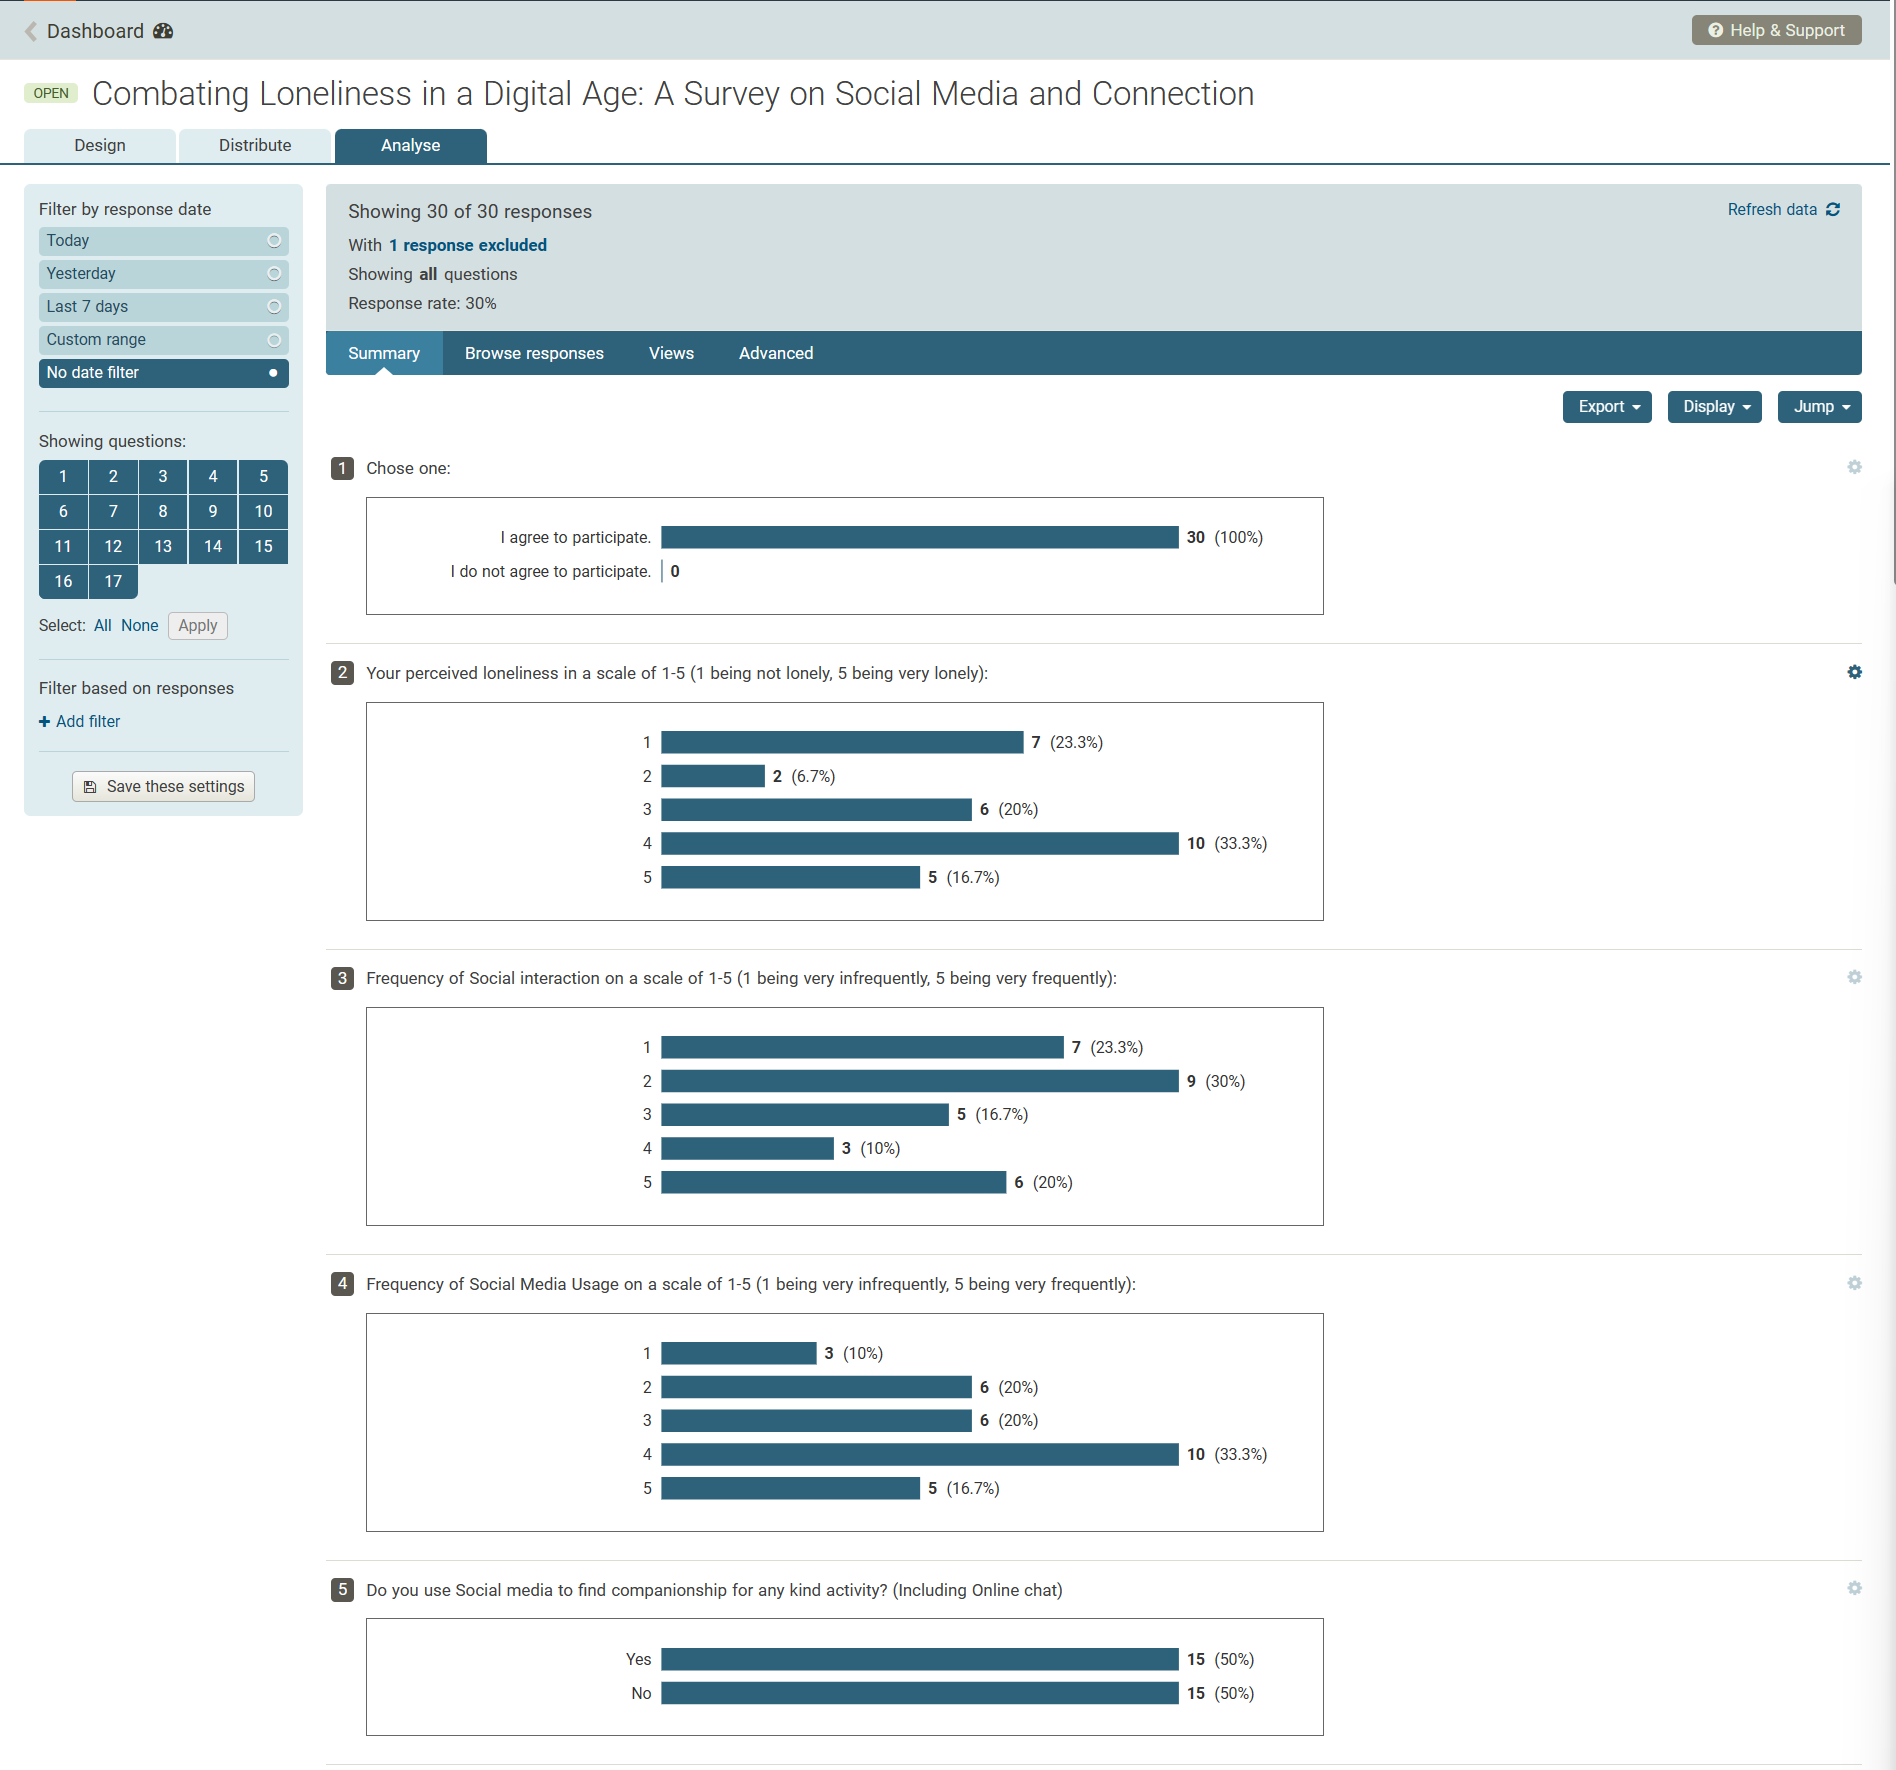 Dashboard
Help & Support
OPEN Combating Loneliness in a Digital Age: A Survey on Social Media and Connection
Design Distribute Analyse
Filter by response date
Today
Yesterday
Last 7 days
Custom range
No date filter
Showing questions:
1 2 3 4 5
6 7 8 9 10
11 12 13 14 15
16 17
Select: All None Apply
Filter based on responses
Add filter
Save these settings
Showing 30 of 30 responses
Refresh data
With 1 response excluded
Showing all questions
Response rate: 30%
Summary Browse responses Views Advanced
Export Display Jump
1 Chose one:
I agree to participate. 30 (100%)
I do not agree to participate. 0
2 Your perceived loneliness in a scale of 1-5 (1 being not lonely, 5 being very lonely):
1 7 (23.3%)
2 2 (6.7%)
3 6 (20%)
4 10 (33.3%)
5 5 (16.7%)
3 Frequency of Social interaction on a scale of 1-5 (1 being very infrequently, 5 being very frequently):
1 7 (23.3%)
2 9 (30%)
3 5 (16.7%)
4 3 (10%)
5 6 (20%)
4 Frequency of Social Media Usage on a scale of 1-5 (1 being very infrequently, 5 being very frequently):
1 3 (10%)
2 6 (20%)
3 6 (20%)
4 10 (33.3%)
5 5 (16.7%)
5 Do you use Social media to find companionship for any kind activity? (Including Online chat)
Yes 15 (50%)
No 15 (50%)